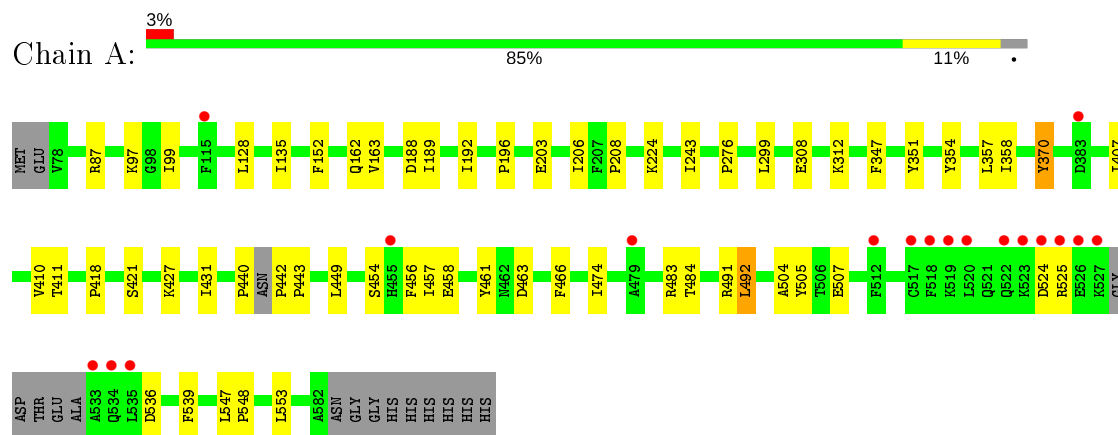 3%
Chain A:
85% 11% •
MET GLU V78 R87 K97 G98 I99 F115 L128 I135 F152 Q162 V163 D188 I189 I192 P196 E203 I206 F207 P208 K224 I243 P276 L299 E308 K312 F347 Y351 Y354 L357 I358 Y370 D383
V410 T411 P418 S421 K427 I431 P440 ASN P442 P443 L449 S454 H455 F456 I457 E458 Y461 N462 D463 F466 I474 A479 R483 T484 R491 L492 A504 Y505 T506 E507 F512 C517 F518 K519 L520 Q521 Q522 K523 D524 R525 E526 K527 GLY
ASP THR GLU ALA A533 Q534 L535 D536 F539 L547 P548 L553 A582 ASN GLY GLY HIS HIS HIS HIS HIS HIS